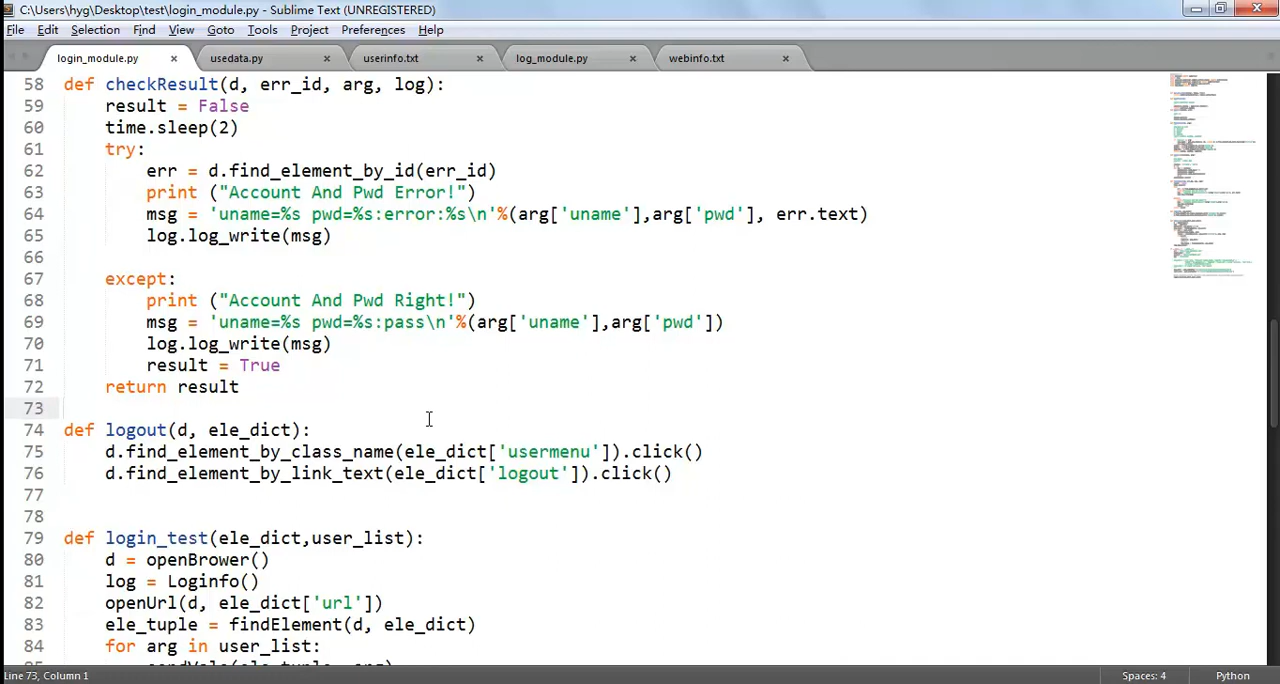 C:\Users\hyg\Desktop\test\login_module.py - Sublime Text (UNREGISTERED)
File Edit Selection Find View Goto Tools Project Preferences Help
login_module.py × usedata.py × userinfo.txt × log_module.py × webinfo.txt ×
58 def checkResult(d, err_id, arg, log):
59     result = False
60     time.sleep(2)
61     try:
62         err = d.find_element_by_id(err_id)
63         print ("Account And Pwd Error!")
64         msg = 'uname=%s pwd=%s:error:%s\n'%(arg['uname'],arg['pwd'], err.text)
65         log.log_write(msg)
66
67     except:
68         print ("Account And Pwd Right!")
69         msg = 'uname=%s pwd=%s:pass\n'%(arg['uname'],arg['pwd'])
70         log.log_write(msg)
71         result = True
72     return result
73
74 def logout(d, ele_dict):
75     d.find_element_by_class_name(ele_dict['usermenu']).click()
76     d.find_element_by_link_text(ele_dict['logout']).click()
77
78
79 def login_test(ele_dict,user_list):
80     d = openBrower()
81     log = Loginfo()
82     openUrl(d, ele_dict['url'])
83     ele_tuple = findElement(d, ele_dict)
84     for arg in user_list:
Line 73, Column 1 Spaces: 4 Python